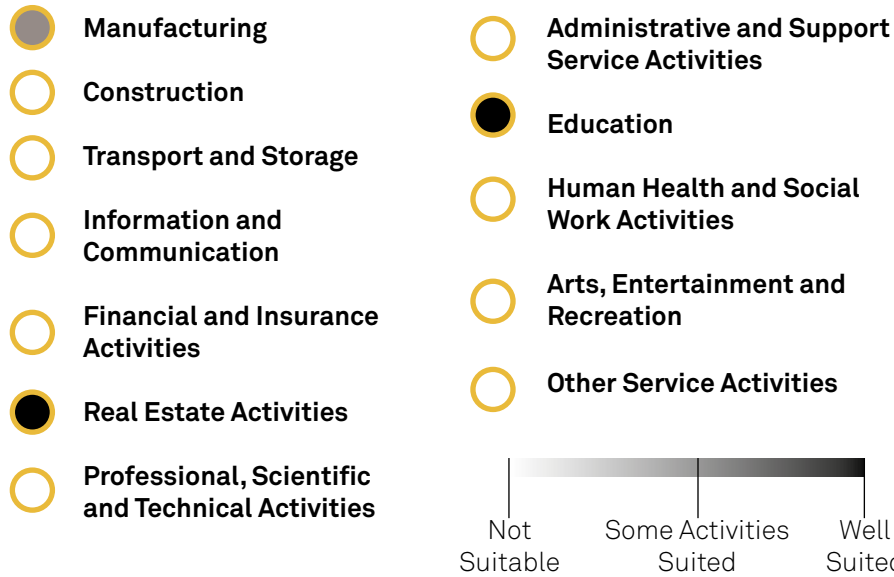 Manufacturing
Construction
Transport and Storage
Information and
Communication
Financial and Insurance
Activities
Real Estate Activities
Professional, Scientific
and Technical Activities
Administrative and Support
Service Activities
Education
Human Health and Social
Work Activities
Arts, Entertainment and
Recreation
Other Service Activities
Not
Suitable
Some Activities
Suited
Well
Suited